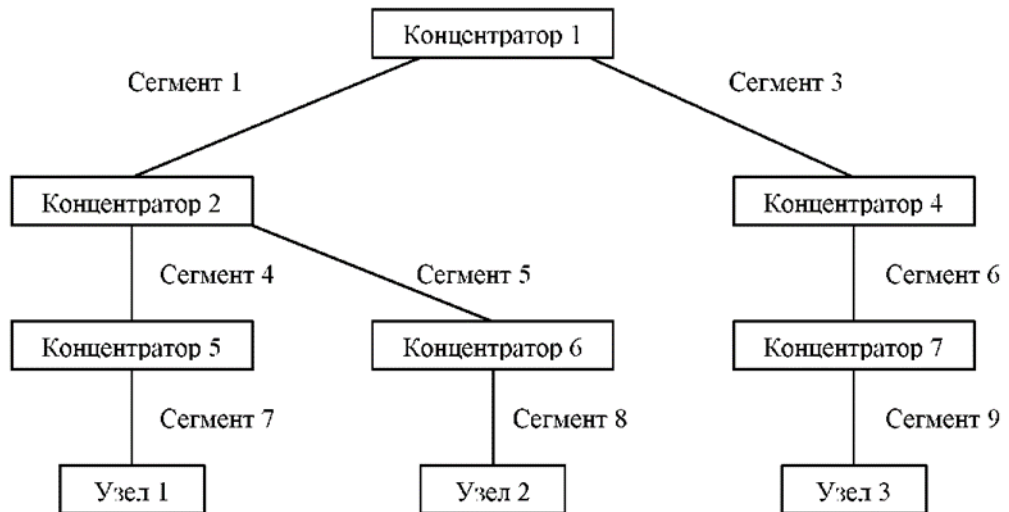 Концентратор 1
Сегмент 1
Сегмент 3
Концентратор 2
Концентратор 4
Сегмент 4
Сегмент 5
Сегмент 6
Концентратор 5
Концентратор 6
Концентратор 7
Сегмент 7
Сегмент 8
Сегмент 9
Узел 1
Узел 2
Узел 3